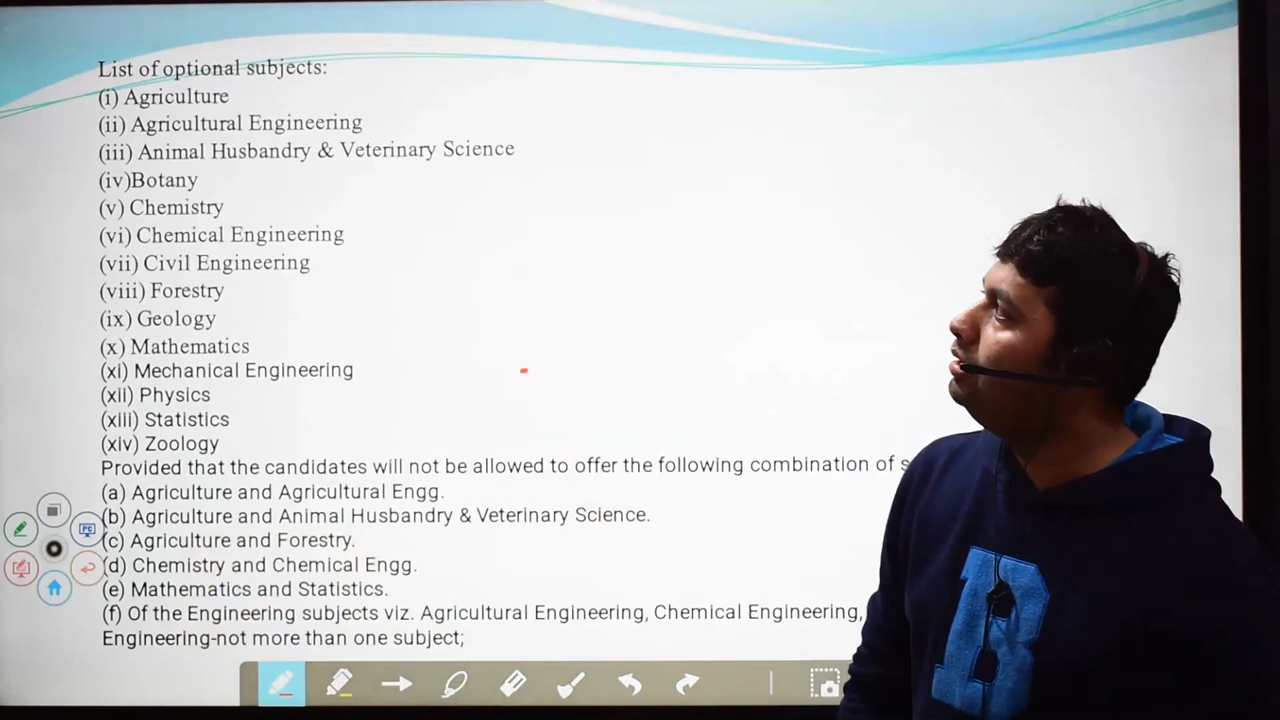 List of optional subjects:
(i) Agriculture
(ii) Agricultural Engineering
(iii) Animal Husbandry & Veterinary Science
(iv)Botany
(v) Chemistry
(vi) Chemical Engineering
(vii) Civil Engineering
(viii) Forestry
(ix) Geology
(x) Mathematics
(xi) Mechanical Engineering
(xii) Physics
(xiii) Statistics
(xiv) Zoology
Provided that the candidates will not be allowed to offer the following combination of
(a) Agriculture and Agricultural Engg.
(b) Agriculture and Animal Husbandry & Veterinary Science.
(c) Agriculture and Forestry.
(d) Chemistry and Chemical Engg.
(e) Mathematics and Statistics.
(f) Of the Engineering subjects viz. Agricultural Engineering, Chemical Engineering,
Engineering-not more than one subject;
PC
B